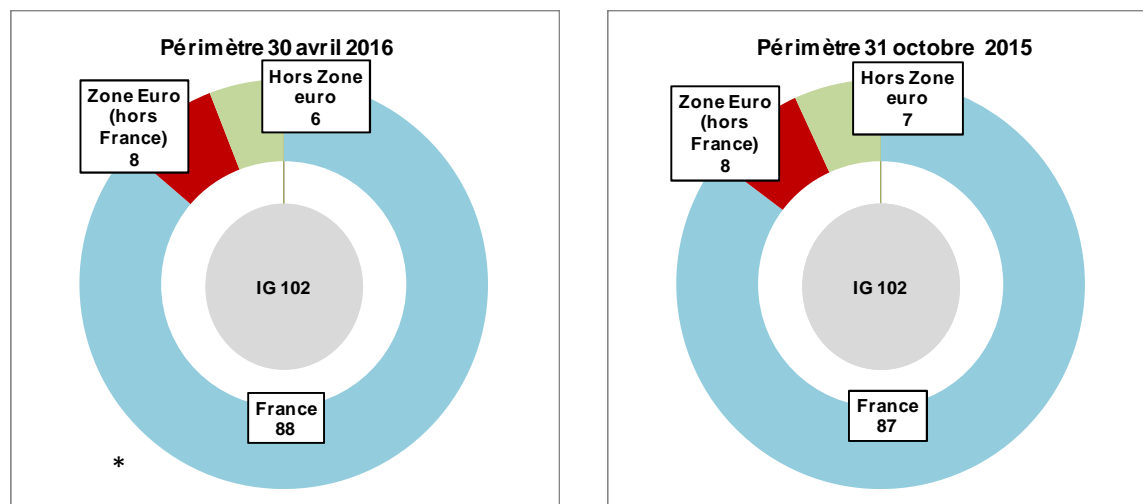 Périmètre 30 avril 2016
Hors Zone
euro
6
Zone Euro
(hors
France)
8
IG 102
France
88
*
Périmètre 31 octobre 2015
Hors Zone
euro
7
Zone Euro
(hors
France)
8
IG 102
France
87